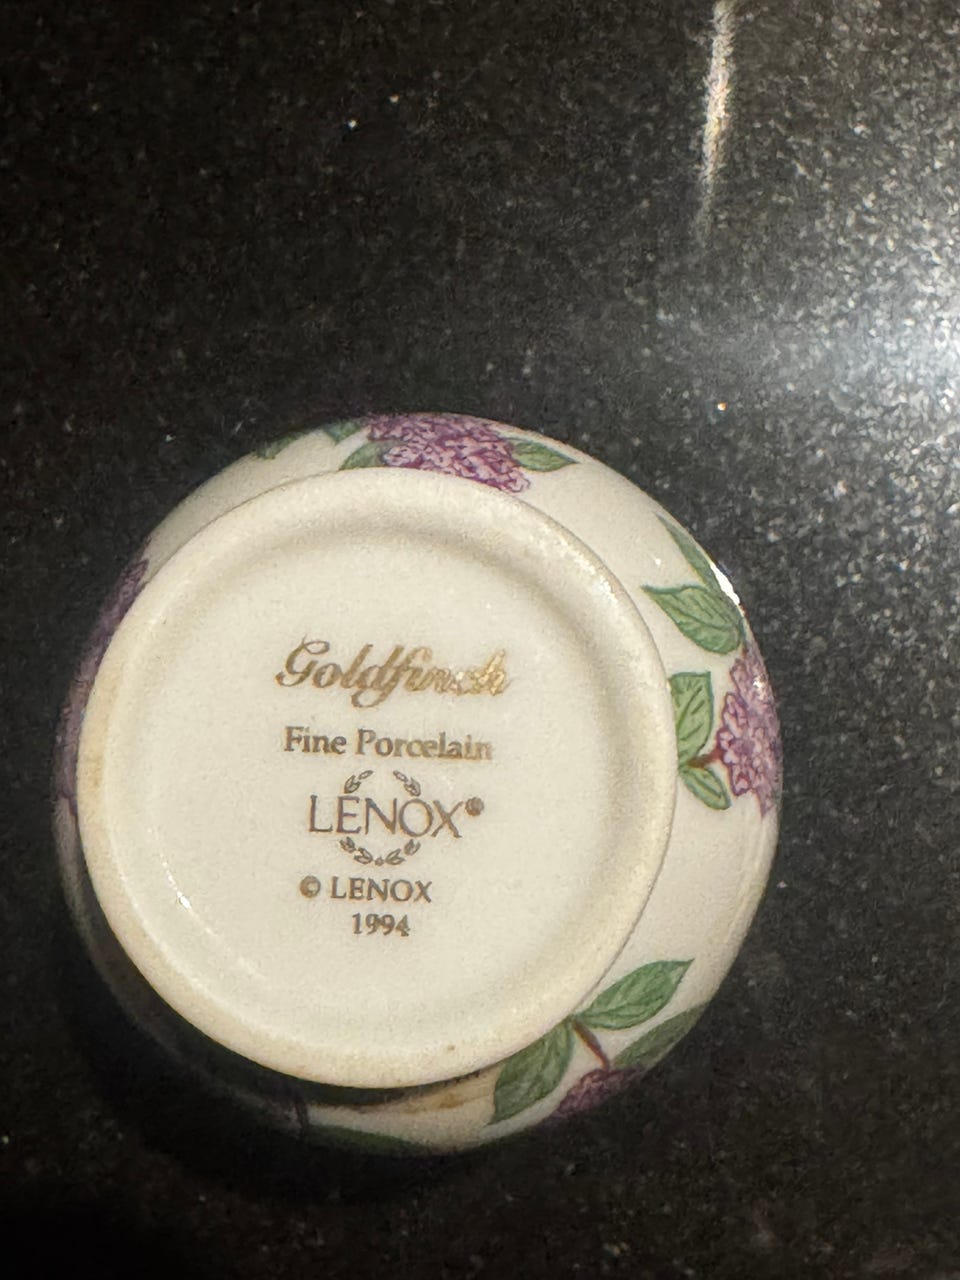 Goldfinch
Fine Porcelain
LENOX®
© LENOX
1994